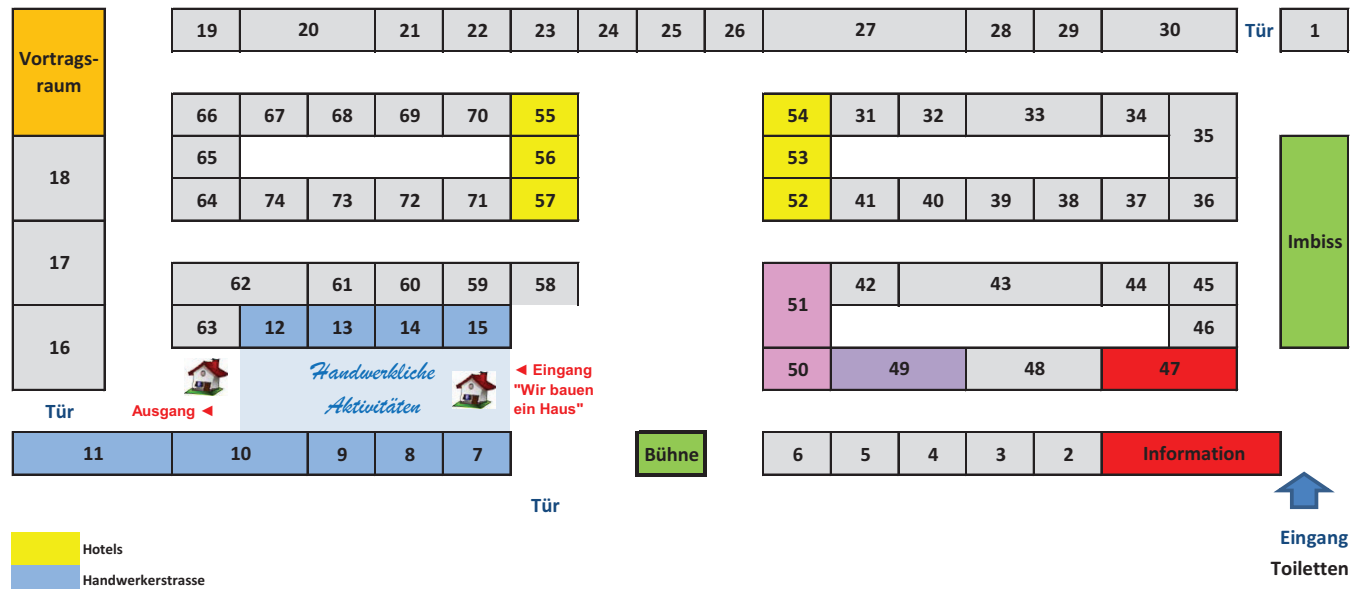 19 20 21 22 23 24 25 26 27 28 29 30 Tür 1
Vortrags-
raum
66 67 68 69 70 55 54 31 32 33 34
35
65 56 53
18
64 74 73 72 71 57 52 41 40 39 38 37 36
Imbiss
17
62 61 60 59 58 42 43 44 45
51
63 12 13 14 15 46
16
Handwerkliche
Aktivitäten
◄ Eingang
"Wir bauen
ein Haus"
50 49 48 47
Tür
Ausgang ◄
11 10 9 8 7 Bühne 6 5 4 3 2 Information
Tür
Eingang
Toiletten
Hotels
Handwerkerstrasse